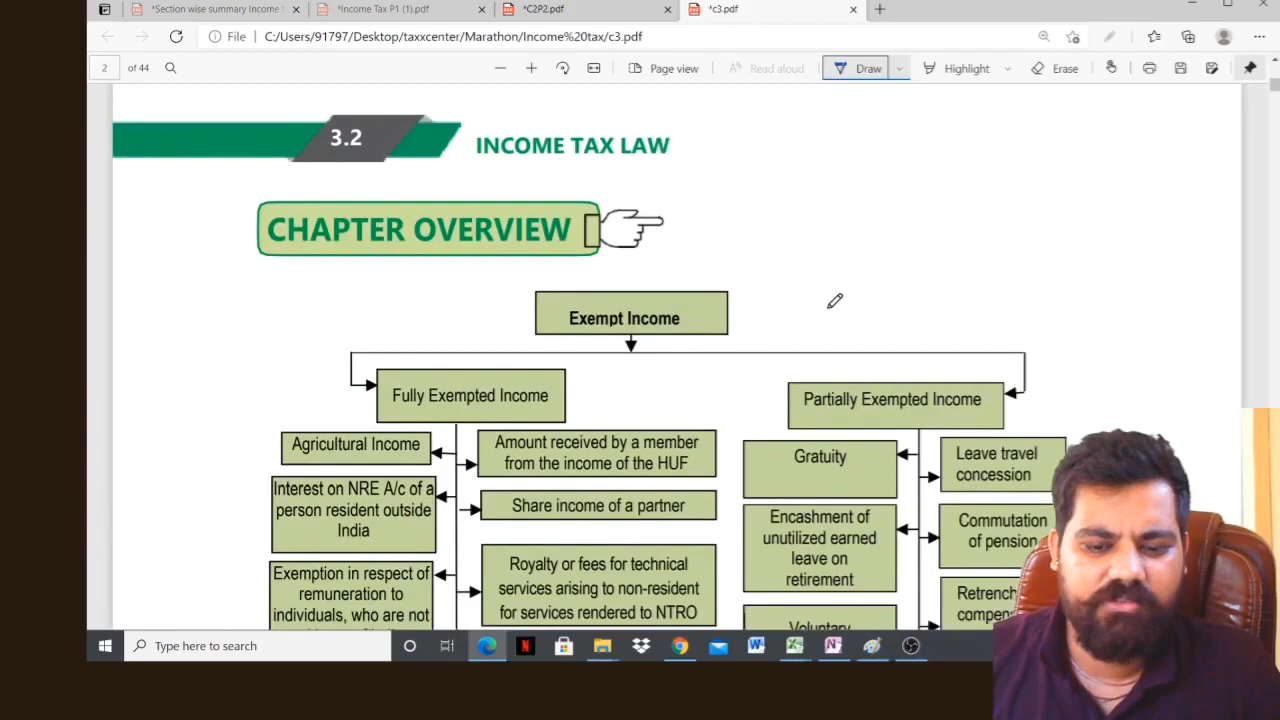 *Section wise summary Income
*Income Tax P1 (1).pdf
*C2P2.pdf
*c3.pdf
File
C:/Users/91797/Desktop/taxxcenter/Marathon/Income%20tax/c3.pdf
2
of 44
Page view
Read aloud
Draw
Highlight
Erase
3.2
INCOME TAX LAW
CHAPTER OVERVIEW
Exempt Income
Fully Exempted Income
Partially Exempted Income
Agricultural Income
Amount received by a member
from the income of the HUF
Interest on NRE A/c of a
person resident outside
India
Share income of a partner
Exemption in respect of
remuneration to
individuals, who are not
Royalty or fees for technical
services arising to non-resident
for services rendered to NTRO
Gratuity
Leave travel
concession
Encashment of
unutilized earned
leave on
retirement
Commutation
of pension
Voluntary
Type here to search